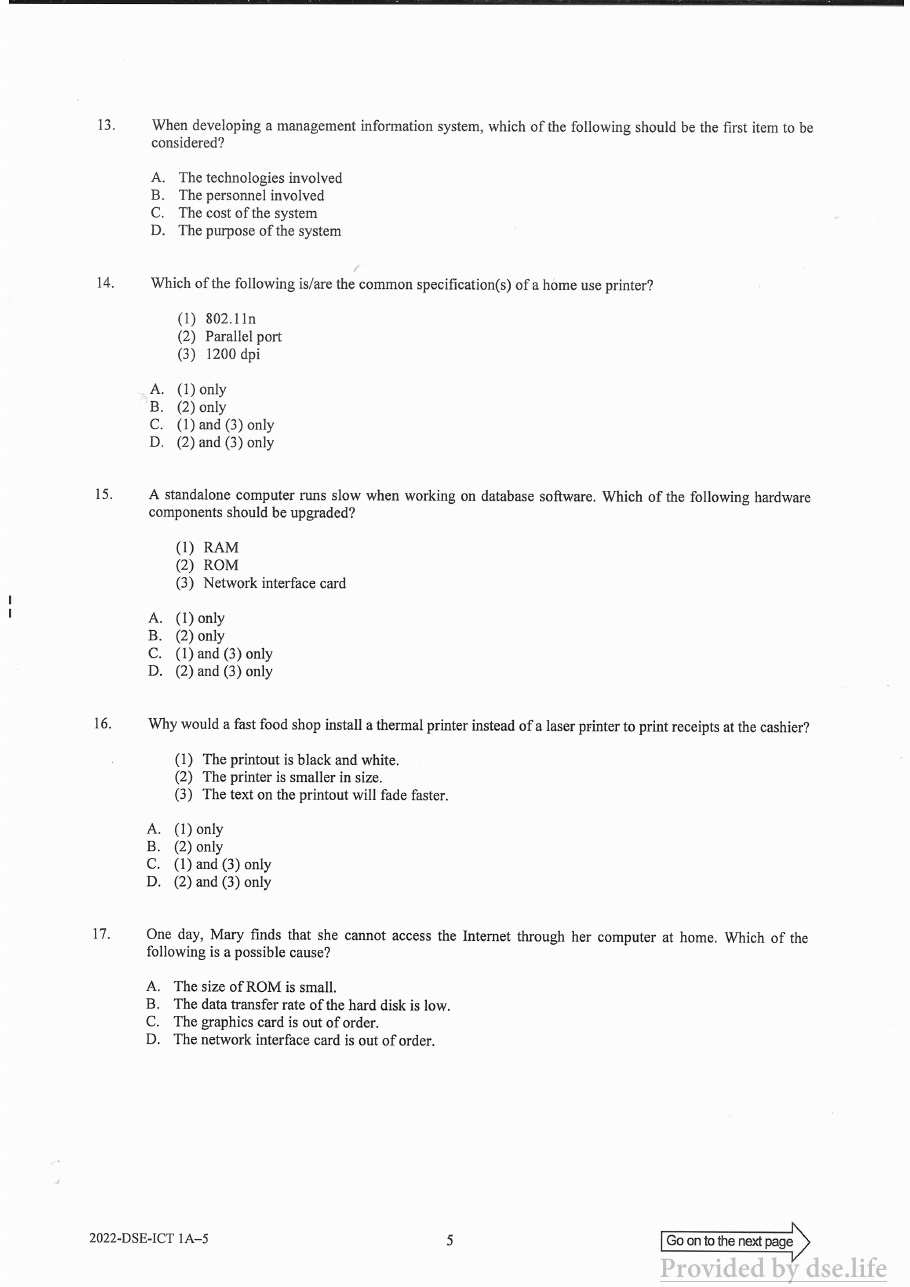 13. When developing a management information system, which of the following should be the first item to be
considered?
A. The technologies involved
B. The personnel involved
C. The cost of the system
D. The purpose of the system
14. Which of the following is/are the common specification(s) of a home use printer?
(1) 802.11n
(2) Parallel port
(3) 1200 dpi
A. (1) only
B. (2) only
C. (1) and (3) only
D. (2) and (3) only
15. A standalone computer runs slow when working on database software. Which of the following hardware
components should be upgraded?
(1) RAM
(2) ROM
(3) Network interface card
A. (1) only
B. (2) only
C. (1) and (3) only
D. (2) and (3) only
16. Why would a fast food shop install a thermal printer instead of a laser printer to print receipts at the cashier?
(1) The printout is black and white.
(2) The printer is smaller in size.
(3) The text on the printout will fade faster.
A. (1) only
B. (2) only
C. (1) and (3) only
D. (2) and (3) only
17. One day, Mary finds that she cannot access the Internet through her computer at home. Which of the
following is a possible cause?
A. The size of ROM is small.
B. The data transfer rate of the hard disk is low.
C. The graphics card is out of order.
D. The network interface card is out of order.
2022-DSE-ICT 1A–5 5 Go on to the next page
Provided by dse.life